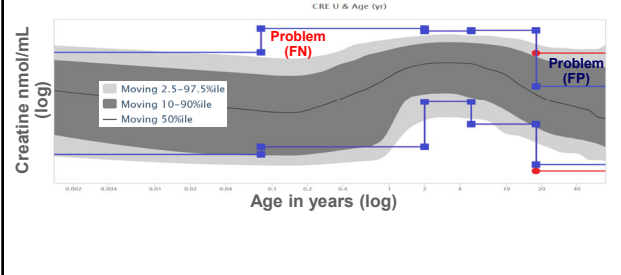 CRE U & Age (yr)
Problem
(FN)
Problem
(FP)
Moving 2.5-97.5%ile
Moving 10-90%ile
Moving 50%ile
Creatine nmol/mL
(log)
0.002 0.004 0.01 0.02 0.04 0.1 0.2 0.4 1 2 4 10 20 40
Age in years (log)